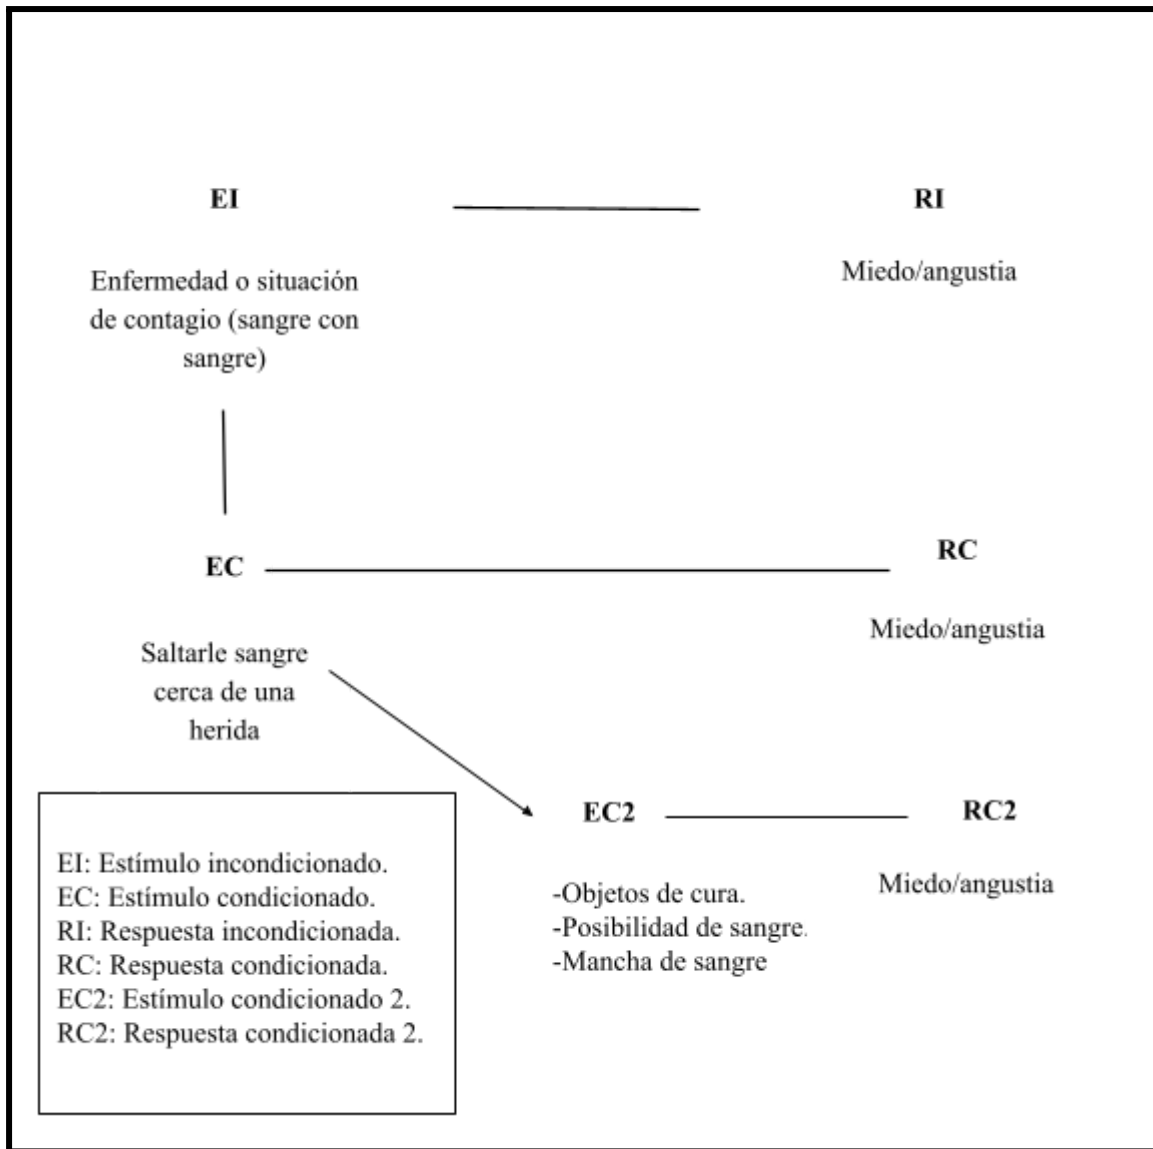 EI
RI
Enfermedad o situación
de contagio (sangre con
sangre)
Miedo/angustia
EC
RC
Saltarle sangre
cerca de una
herida
Miedo/angustia
EC2
RC2
-Objetos de cura.
-Posibilidad de sangre.
-Mancha de sangre
Miedo/angustia
EI: Estímulo incondicionado.
EC: Estímulo condicionado.
RI: Respuesta incondicionada.
RC: Respuesta condicionada.
EC2: Estímulo condicionado 2.
RC2: Respuesta condicionada 2.